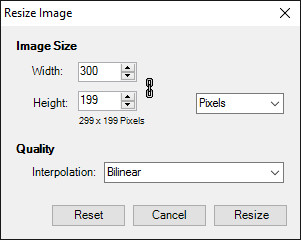 Resize Image
Image Size
Width: 300
Height: 199 Pixels
299 x 199 Pixels
Quality
Interpolation: Bilinear
Reset Cancel Resize